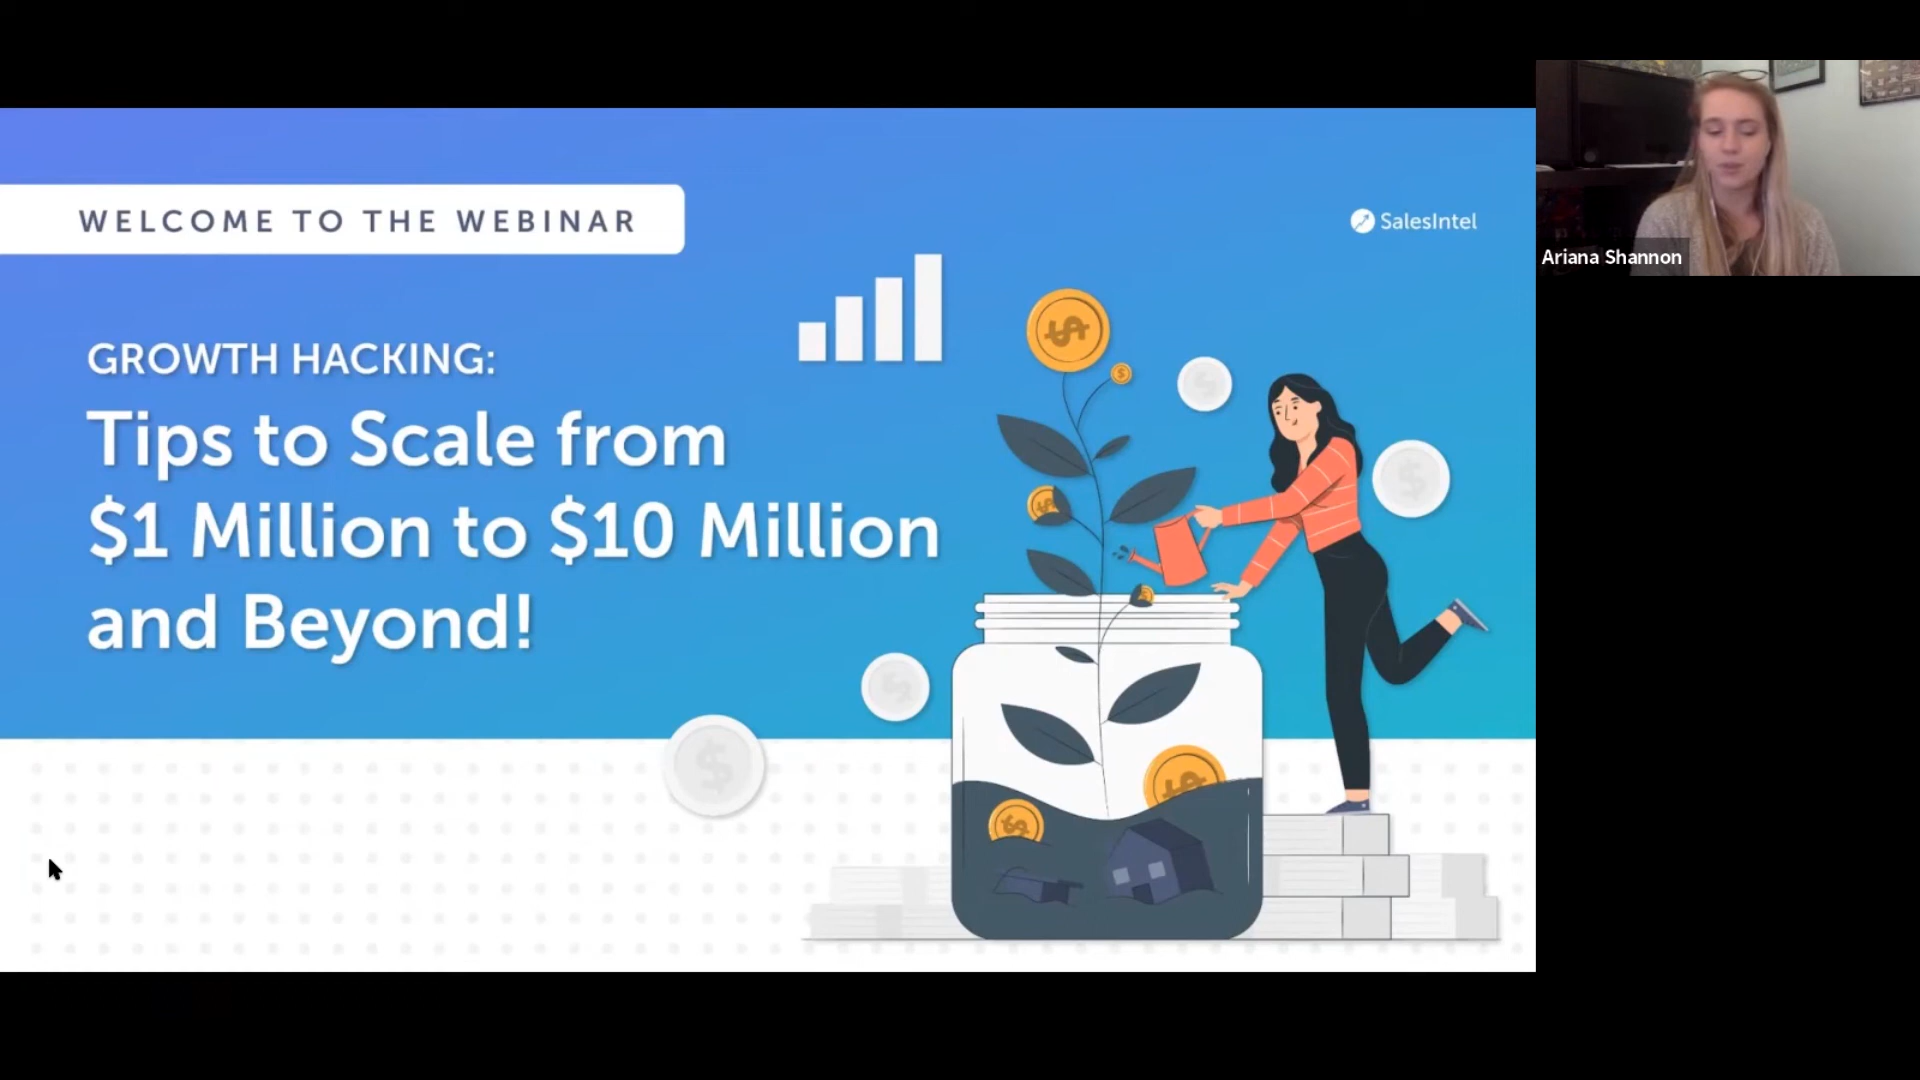 WELCOME TO THE WEBINAR
SalesIntel
Ariana Shannon
GROWTH HACKING:
Tips to Scale from
$1 Million to $10 Million
and Beyond!